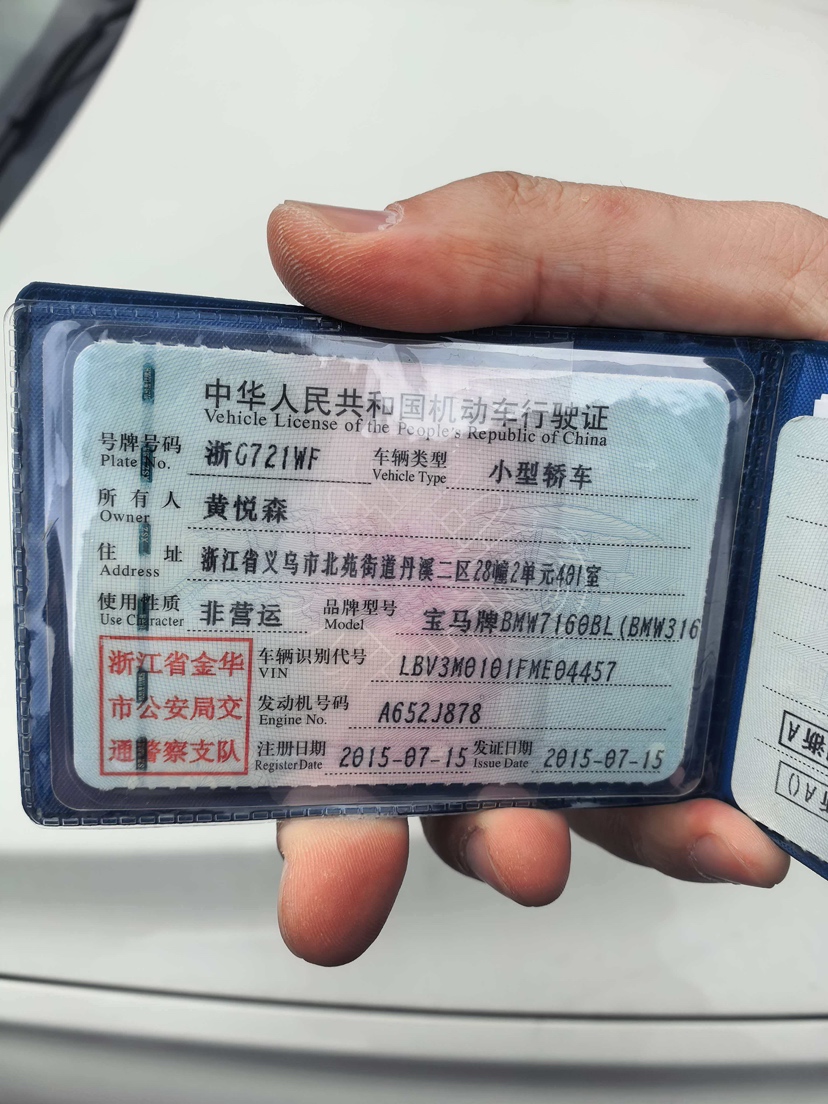 中华人民共和国机动车行驶证
Vehicle License of the People's Republic of China
号牌号码 浙G721WF 车辆类型 小型轿车
Plate No. Vehicle Type
所有人 黄悦森
Owner
住址 浙江省义乌市北苑街道丹溪二区28幢2单元401室
Address
使用性质 非营运 品牌型号 宝马牌BMW7160BL(BMW316
Use Character Model
浙江省金华
市公安局交
通警察支队
车辆识别代号 LBV3M0101FME04457
VIN
发动机号码 A652J878
Engine No.
注册日期 2015-07-15 发证日期 2015-07-15
Register Date Issue Date
浙A